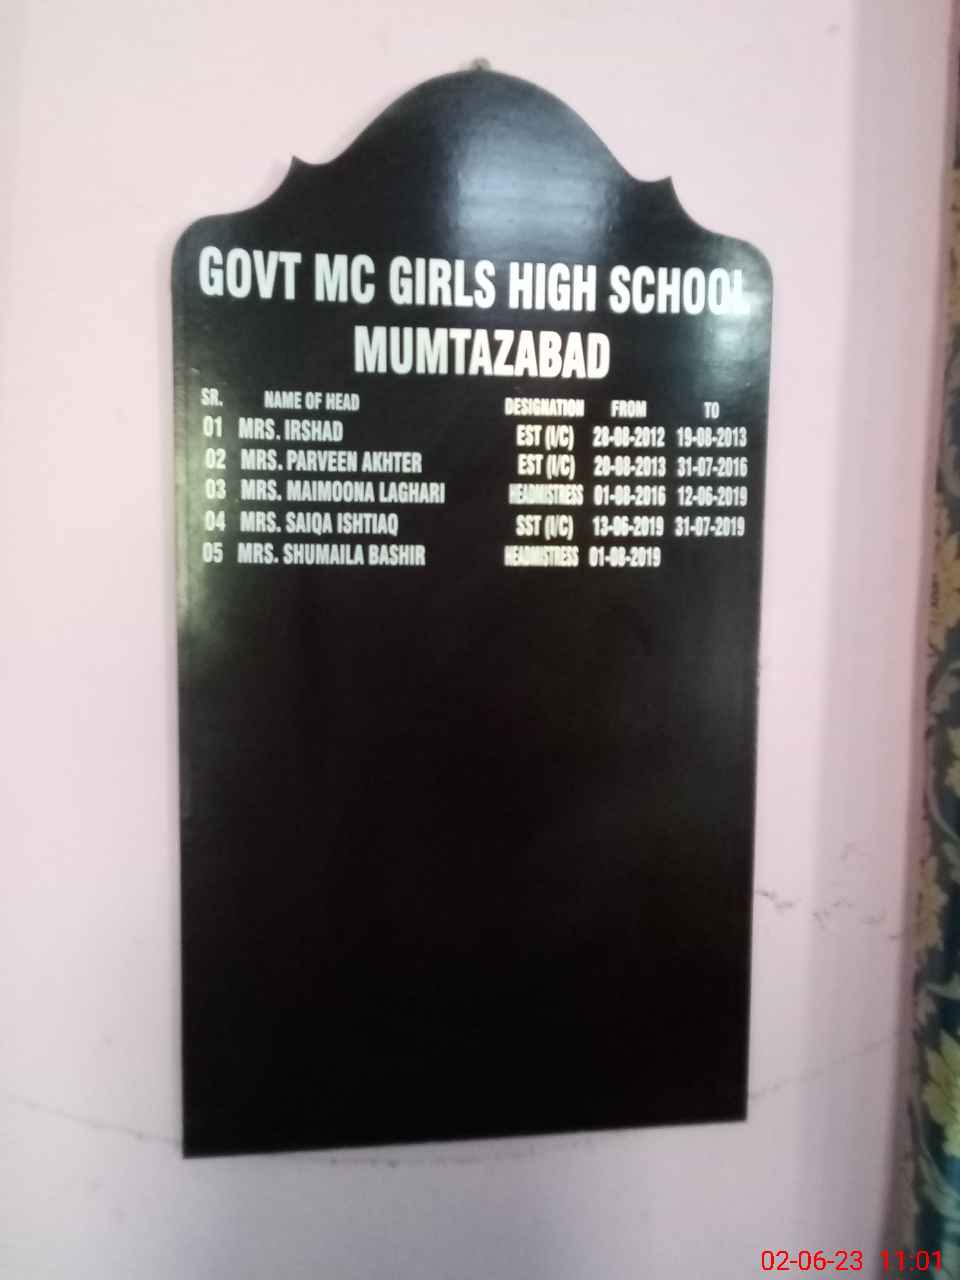 GOVT MC GIRLS HIGH SCHOOL
MUMTAZABAD
SR. NAME OF HEAD DESIGNATION FROM TO
01 MRS. IRSHAD EST (I/C) 28-08-2012 19-08-2013
02 MRS. PARVEEN AKHTER EST (I/C) 20-08-2013 31-07-2016
03 MRS. MAIMOONA LAGHARI HEADMISTRESS 01-08-2016 12-06-2019
04 MRS. SAIQA ISHTIAQ SST (I/C) 13-06-2019 31-07-2019
05 MRS. SHUMAILA BASHIR HEADMISTRESS 01-08-2019
02-06-23 11:01